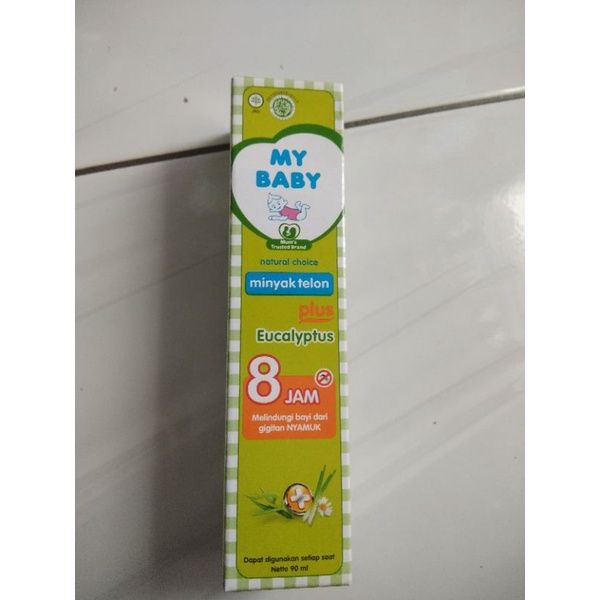 MY
BABY
Mum's
Trusted Brand
natural choice
minyak telon
plus
Eucalyptus
8 JAM
Melindungi bayi dari
gigitan NYAMUK
Dapat digunakan setiap saat
Netto 90 ml